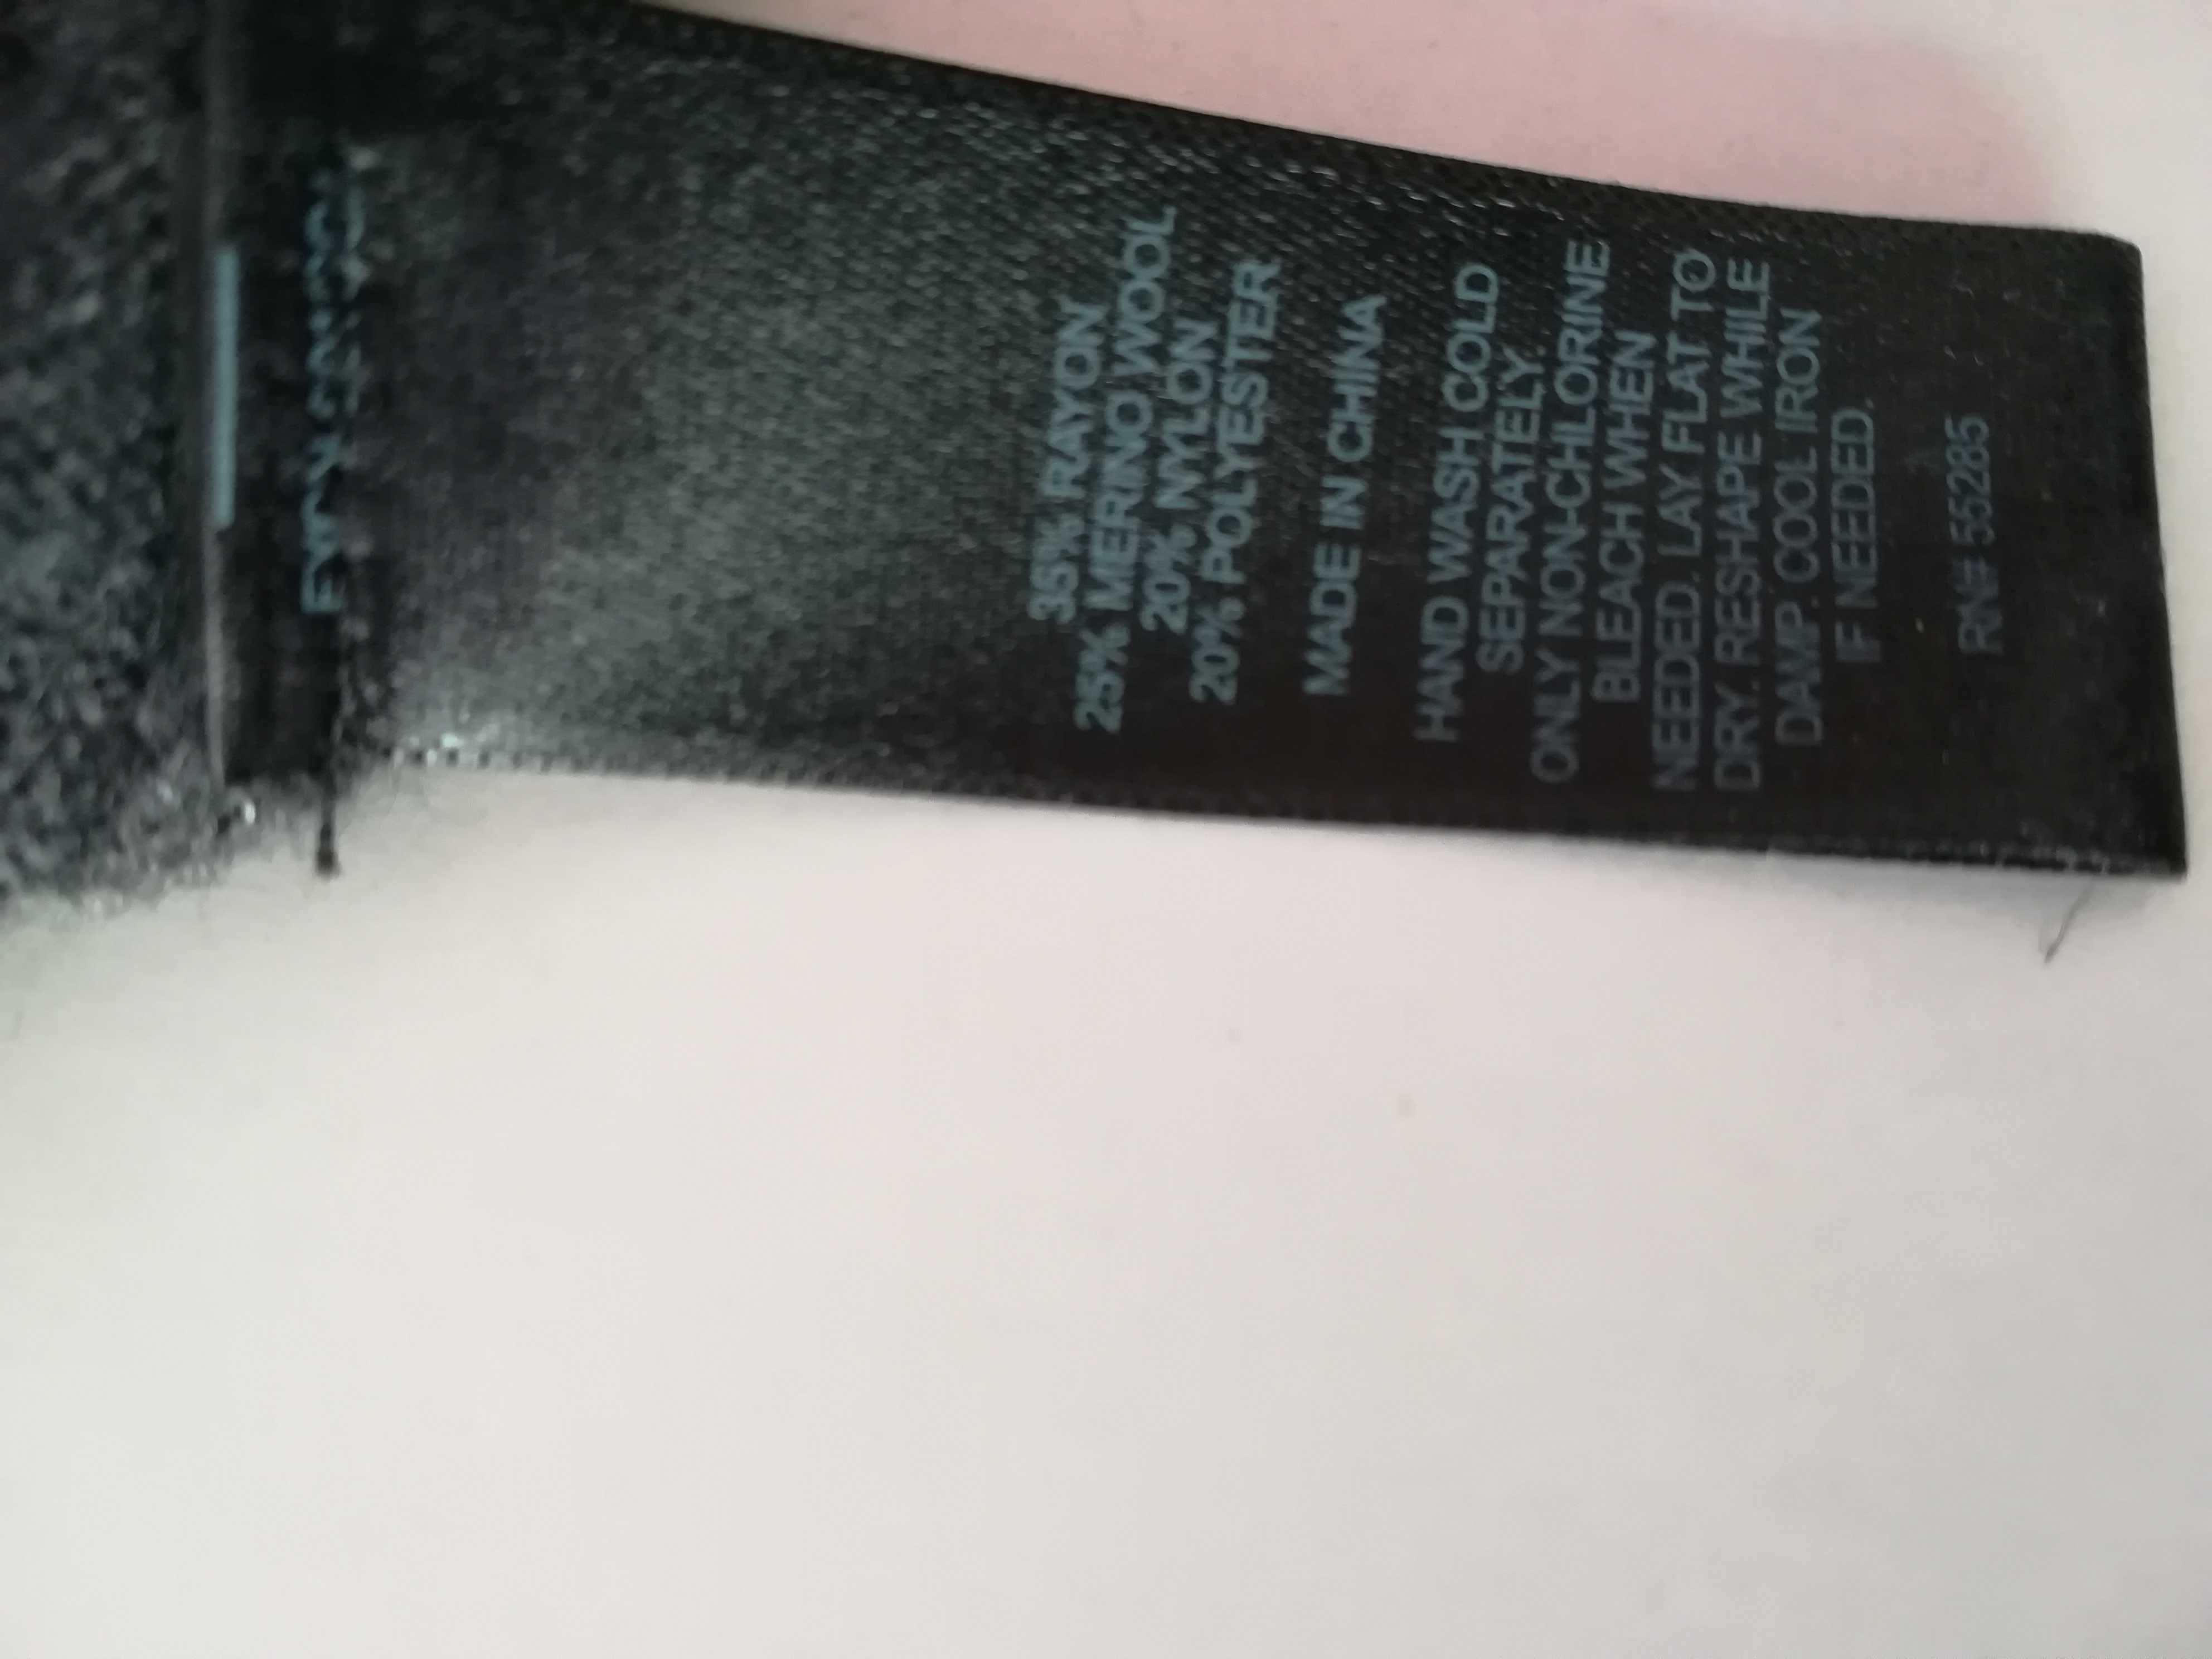 35% RAYON
25% MERINO WOOL
20% NYLON
20% POLYESTER
MADE IN CHINA
HAND WASH COLD
SEPARATELY.
ONLY NON-CHLORINE
BLEACH WHEN
NEEDED. LAY FLAT TO
DRY. RESHAPE WHILE
DAMP. COOL IRON
IF NEEDED.
RN# 55285